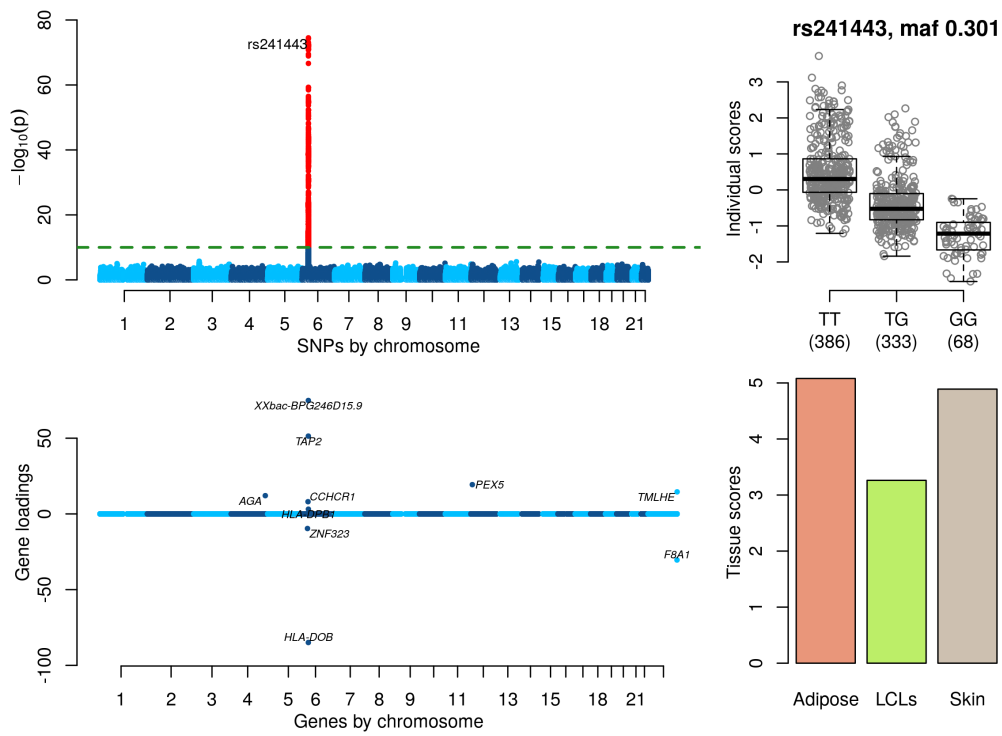 80
60
40
20
0
−log10(p)
rs241443
1 2 3 4 5 6 7 8 9 11 13 15 18 21
SNPs by chromosome
rs241443, maf 0.301
3
2
1
0
-1
-2
Individual scores
TT TG GG
(386) (333) (68)
50
0
-50
-100
Gene loadings
XXbac-BPG246D15.9
TAP2
AGA
CCHCR1
PEX5
TMLHE
HLA-DPB1
ZNF323
F8A1
HLA-DOB
1 2 3 4 5 6 7 8 9 11 13 15 18 21
Genes by chromosome
5
4
3
2
1
0
Tissue scores
Adipose LCLs Skin